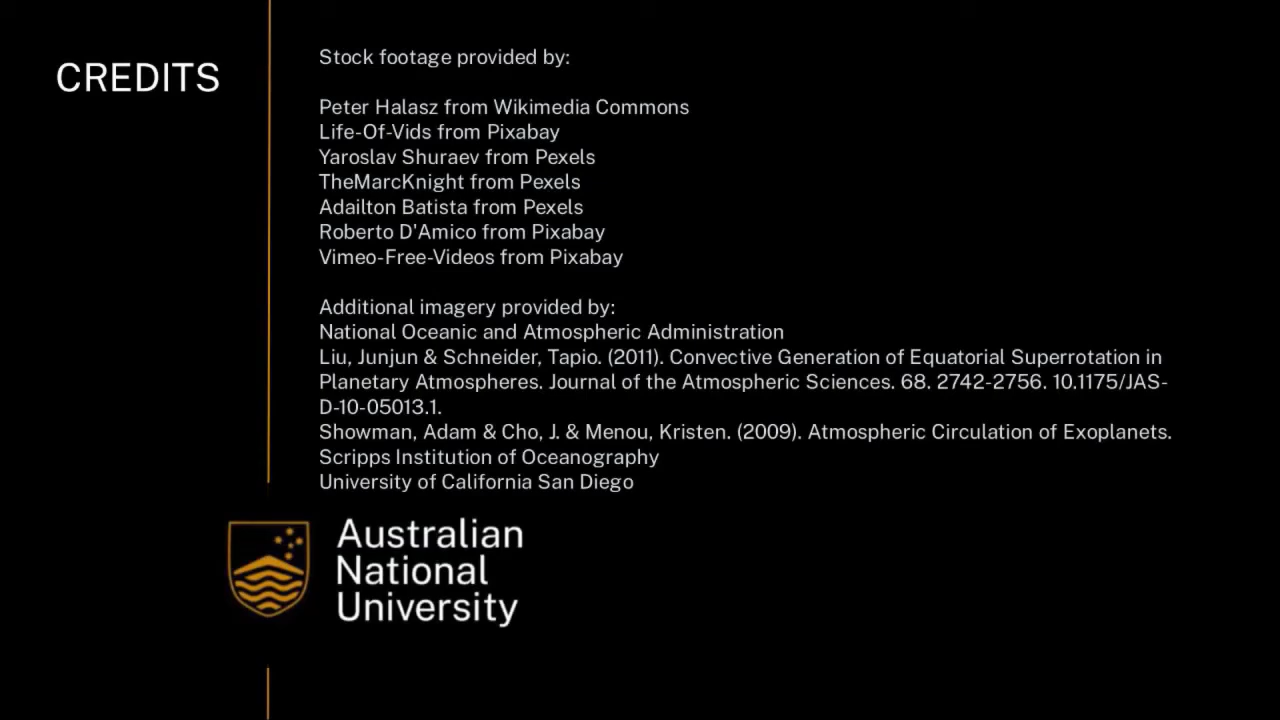 CREDITS
Stock footage provided by:
Peter Halasz from Wikimedia Commons
Life-Of-Vids from Pixabay
Yaroslav Shuraev from Pexels
TheMarcKnight from Pexels
Adailton Batista from Pexels
Roberto D'Amico from Pixabay
Vimeo-Free-Videos from Pixabay
Additional imagery provided by:
National Oceanic and Atmospheric Administration
Liu, Junjun & Schneider, Tapio. (2011). Convective Generation of Equatorial Superrotation in
Planetary Atmospheres. Journal of the Atmospheric Sciences. 68. 2742-2756. 10.1175/JAS-
D-10-05013.1.
Showman, Adam & Cho, J. & Menou, Kristen. (2009). Atmospheric Circulation of Exoplanets.
Scripps Institution of Oceanography
University of California San Diego
Australian
National
University